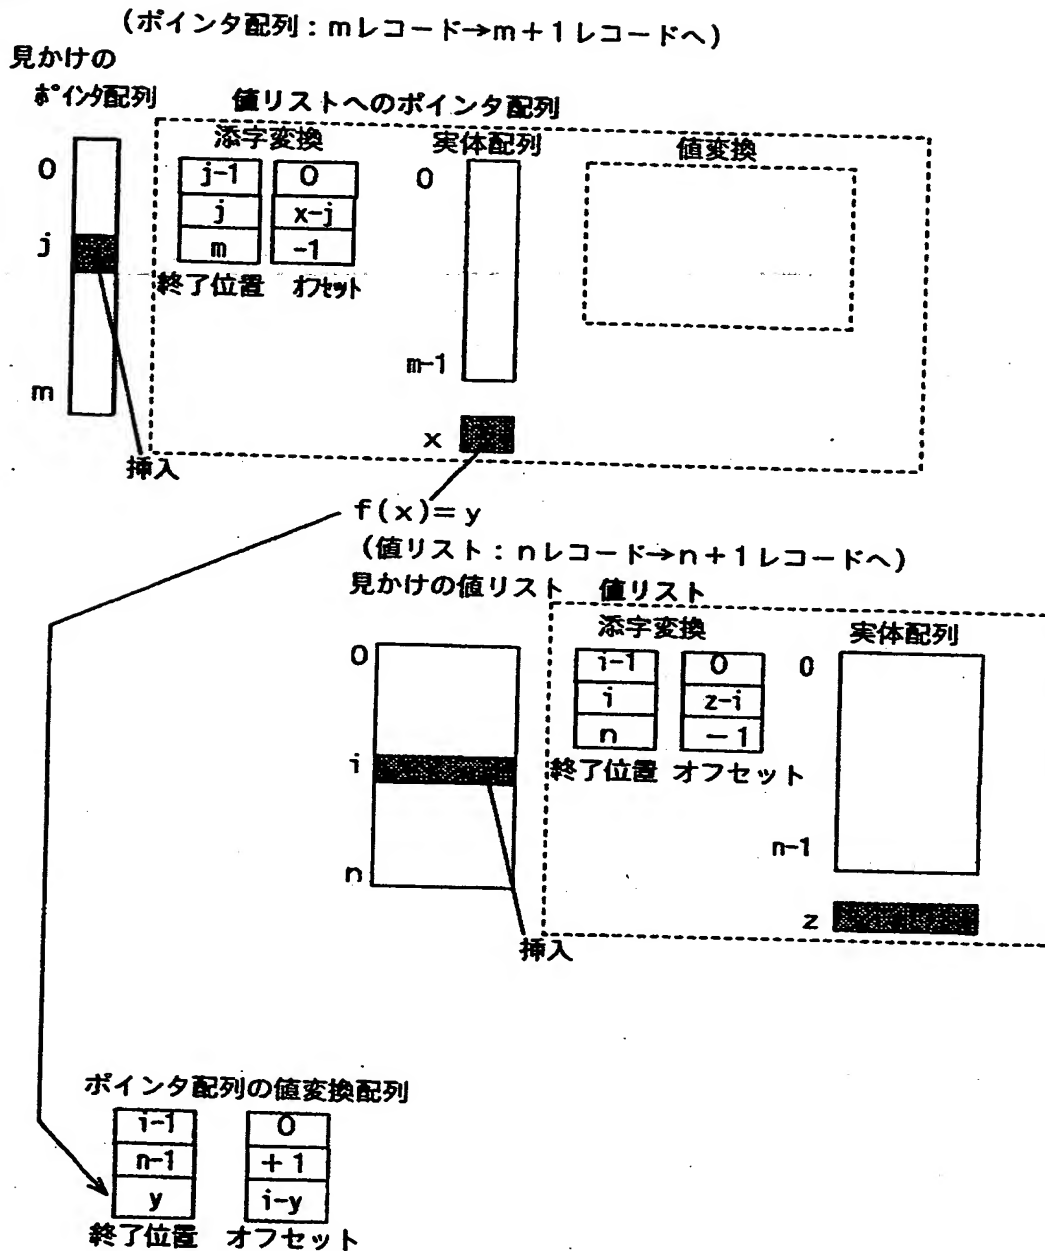 (ポインタ配列：mレコード→m＋1レコードへ)
見かけの
ポインタ配列
値リストへのポインタ配列
添字変換
実体配列
値変換
0
j
m
j-1 0
j x-j
m -1
終了位置 オフセット
0
m-1
x
挿入
f(x)＝y
(値リスト：nレコード→n＋1レコードへ)
見かけの値リスト 値リスト
添字変換
実体配列
0
i
n
i-1 0
i z-i
n －1
終了位置 オフセット
0
n-1
z
挿入
ポインタ配列の値変換配列
i-1 0
n-1 ＋1
y i-y
終了位置 オフセット